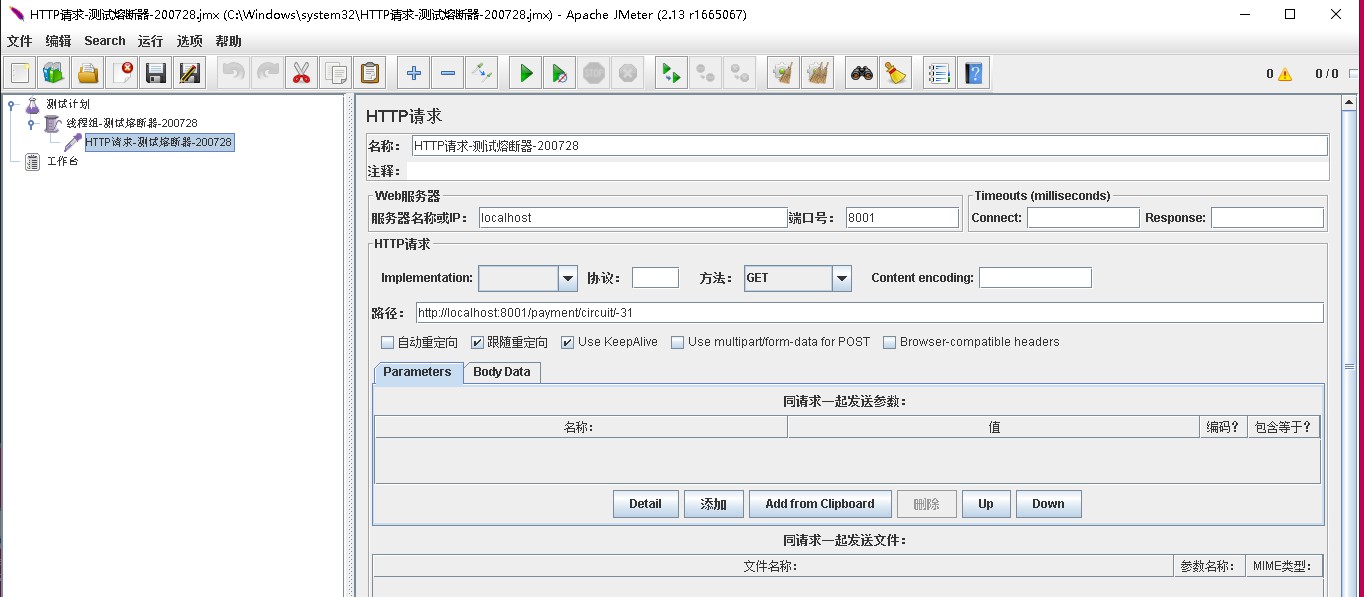 HTTP请求-测试熔断器-200728.jmx (C:\Windows\system32\HTTP请求-测试熔断器-200728.jmx) - Apache JMeter (2.13 r1665067)
文件 编辑 Search 运行 选项 帮助
STOP 0 0 / 0
测试计划
线程组-测试熔断器-200728
HTTP请求-测试熔断器-200728
工作台
HTTP请求
名称： HTTP请求-测试熔断器-200728
注释：
Web服务器 Timeouts (milliseconds)
服务器名称或IP： localhost 端口号： 8001 Connect: Response:
HTTP请求
Implementation: 协议： 方法： GET Content encoding:
路径： http://localhost:8001/payment/circuit/-31
自动重定向 跟随重定向 Use KeepAlive Use multipart/form-data for POST Browser-compatible headers
Parameters Body Data
同请求一起发送参数：
名称： 值 编码？ 包含等于？
Detail 添加 Add from Clipboard 删除 Up Down
同请求一起发送文件：
文件名称： 参数名称： MIME类型：